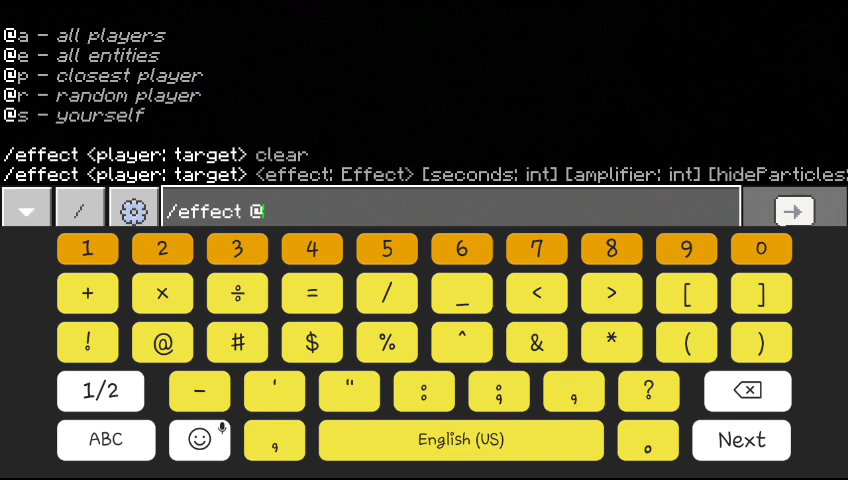 @a - all players
@e - all entities
@p - closest player
@r - random player
@s - yourself
/effect <player: target> clear
/effect <player: target> <effect: Effect> [seconds: int] [amplifier: int] [hideParticles:
/ /effect @
1 2 3 4 5 6 7 8 9 0
+ × ÷ = / _ < > [ ]
! @ # $ % ^ & * ( )
1/2 - ' " : ; , ?
ABC , English (US) . Next